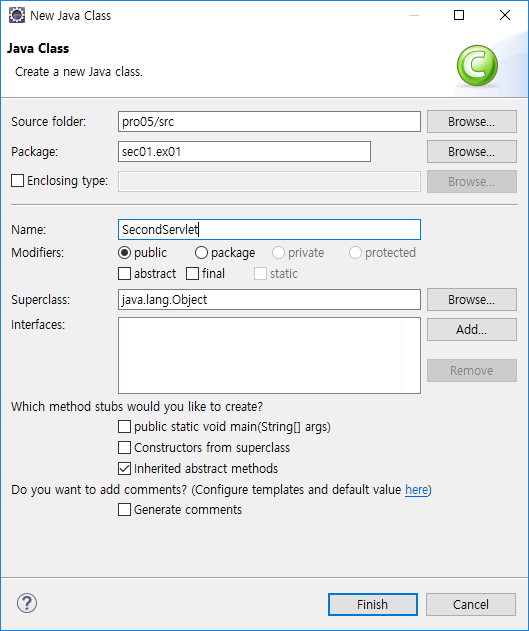 New Java Class
Java Class
Create a new Java class.
C
Source folder: pro05/src Browse...
Package: sec01.ex01 Browse...
Enclosing type: Browse...
Name: SecondServlet
Modifiers: public package private protected
abstract final static
Superclass: java.lang.Object Browse...
Interfaces: Add...
Remove
Which method stubs would you like to create?
public static void main(String[] args)
Constructors from superclass
Inherited abstract methods
Do you want to add comments? (Configure templates and default value here)
Generate comments
? Finish Cancel